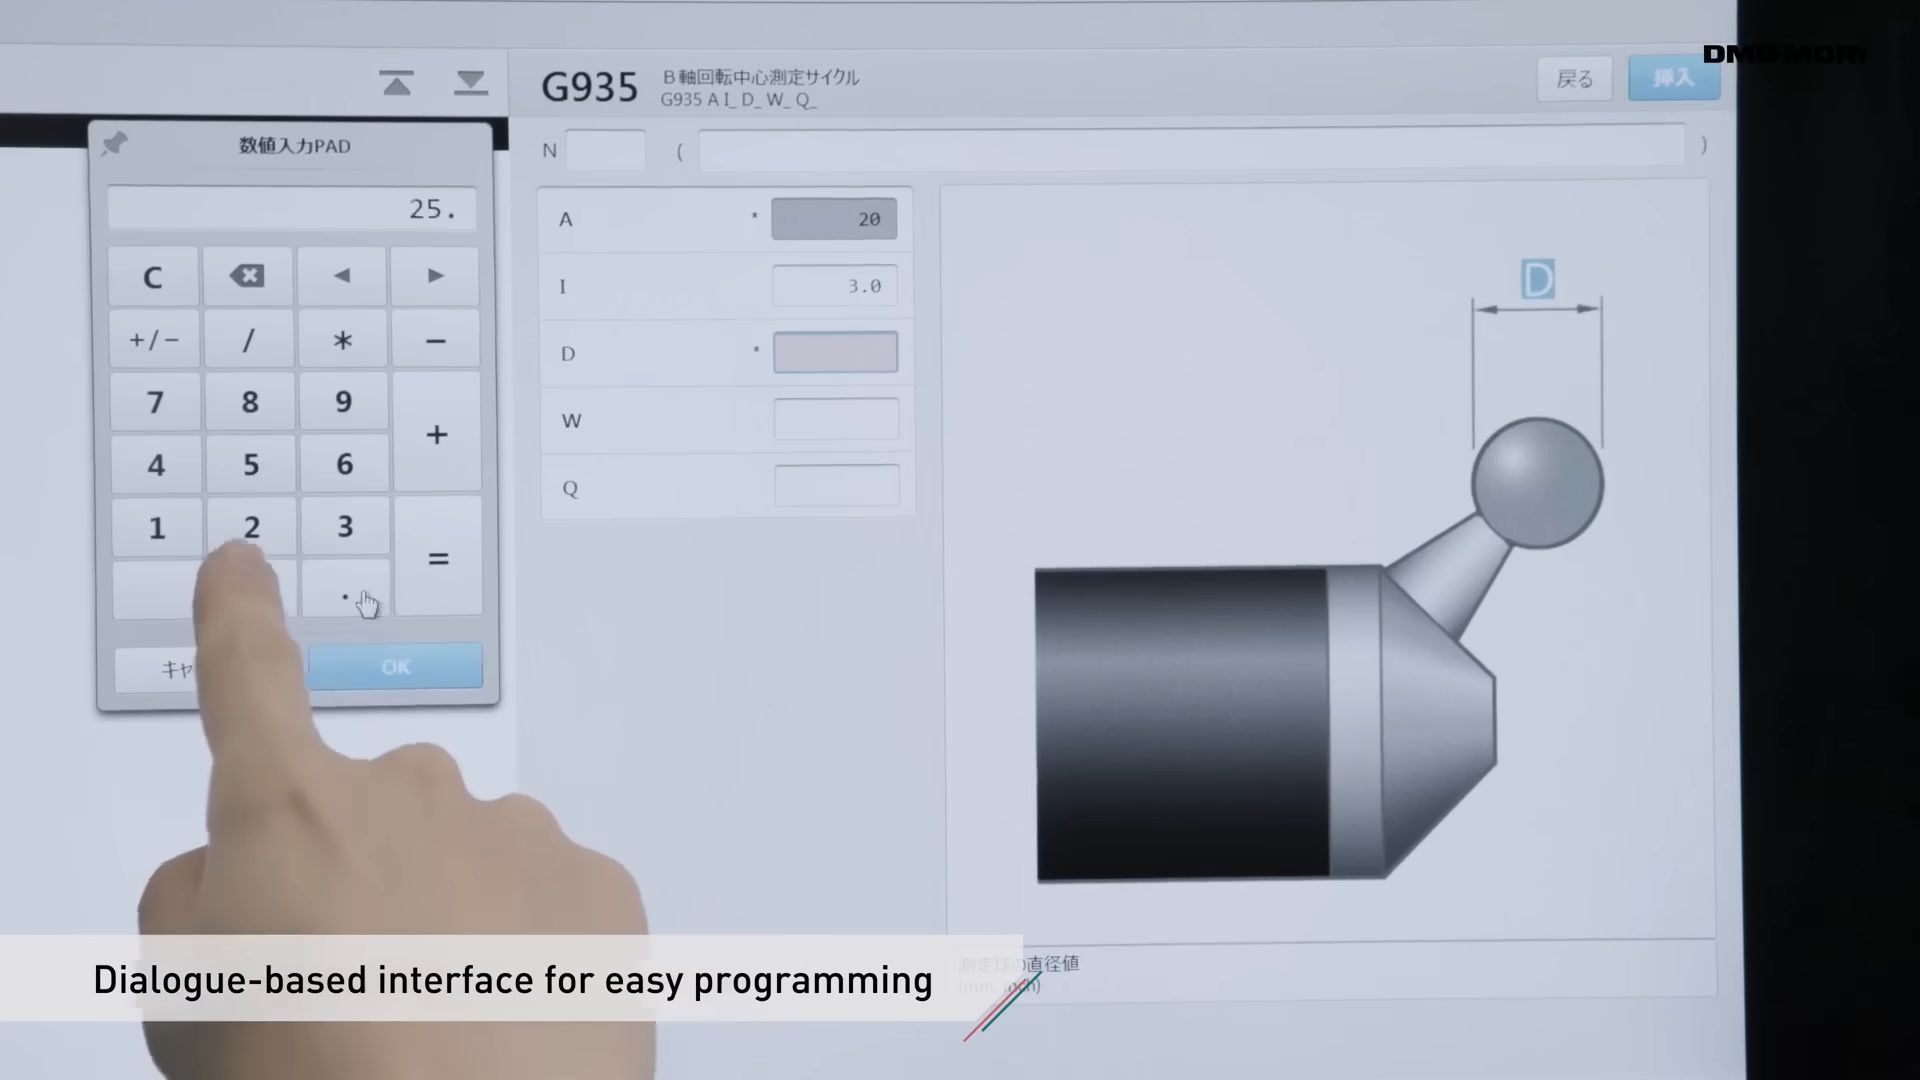 DMG MORI
G935
B軸回転中心測定サイクル
G935 A I_ D_ W_ Q_
戻る
挿入
数値入力PAD
25.
C
+/− / * −
7 8 9
+
4 5 6
1 2 3
=
.
キャ
OK
N ( )
A * 20
I 3.0
D *
W
Q
D
直径値
Dialogue-based interface for easy programming